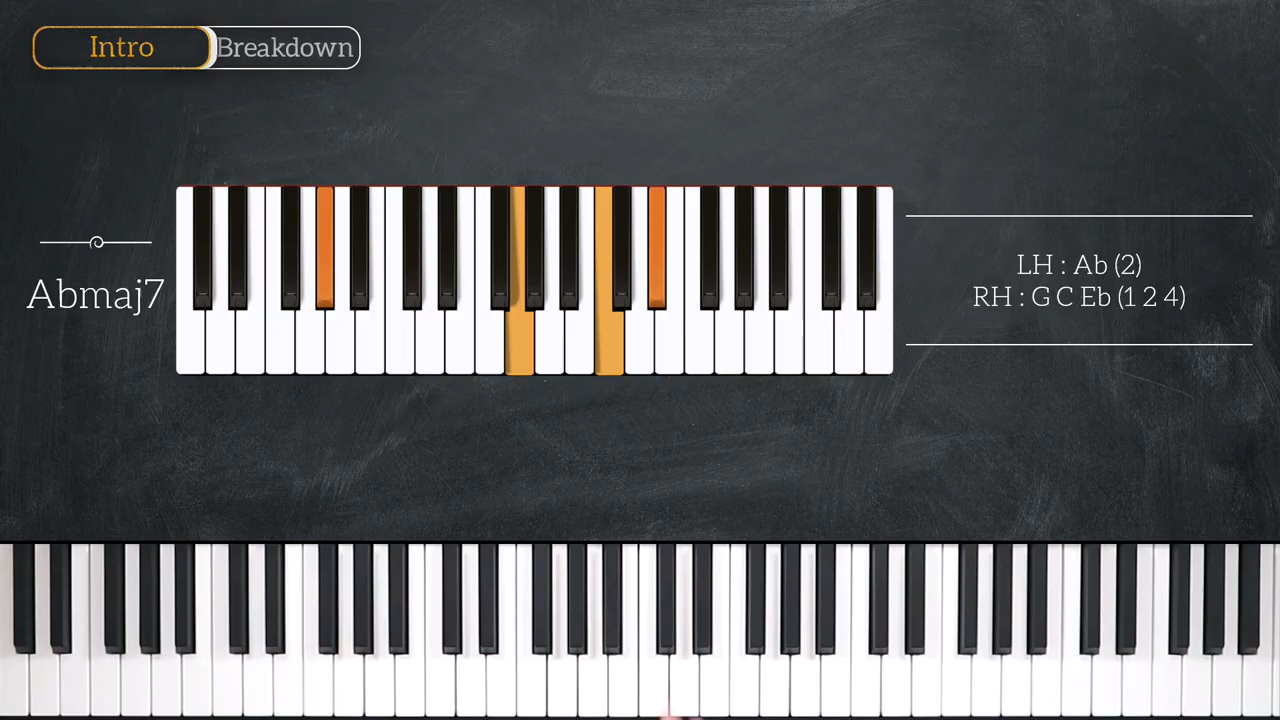 Intro
Breakdown
Abmaj7
LH : Ab (2)
RH : G C Eb (1 2 4)